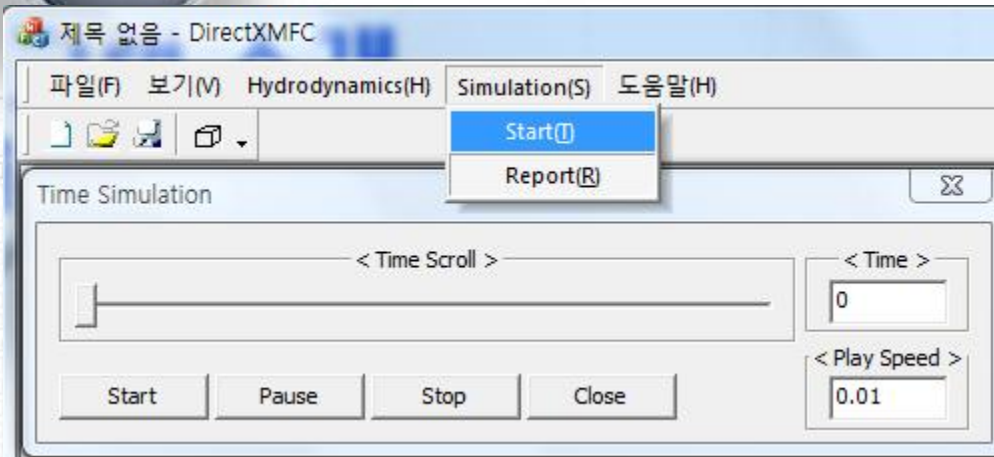 제목 없음 - DirectXMFC
파일(F) 보기(V) Hydrodynamics(H) Simulation(S) 도움말(H)
Start(T)
Report(R)
Time Simulation
< Time Scroll >
< Time >
0
< Play Speed >
0.01
Start Pause Stop Close